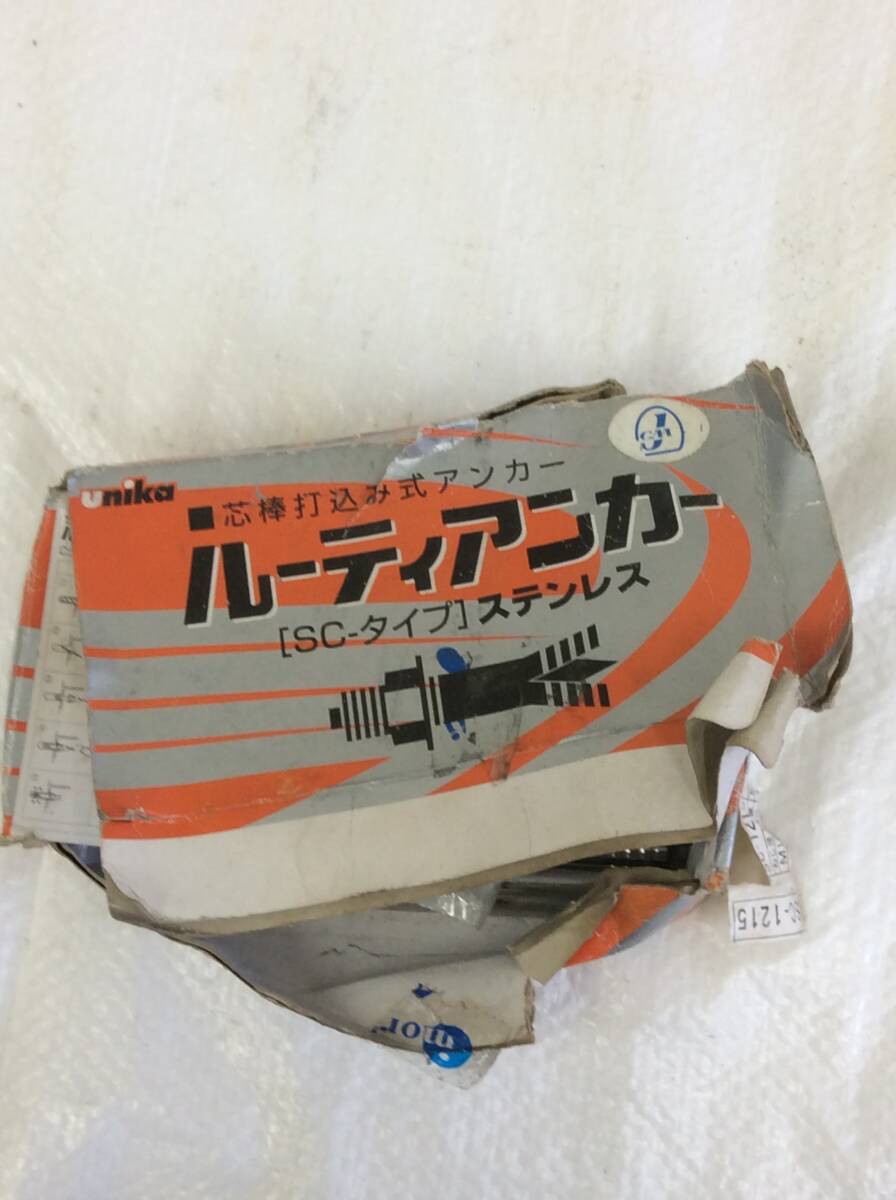 unika
芯棒打込み式アンカー
ルーティアンカー
[SC-タイプ] ステンレス
SC-1215